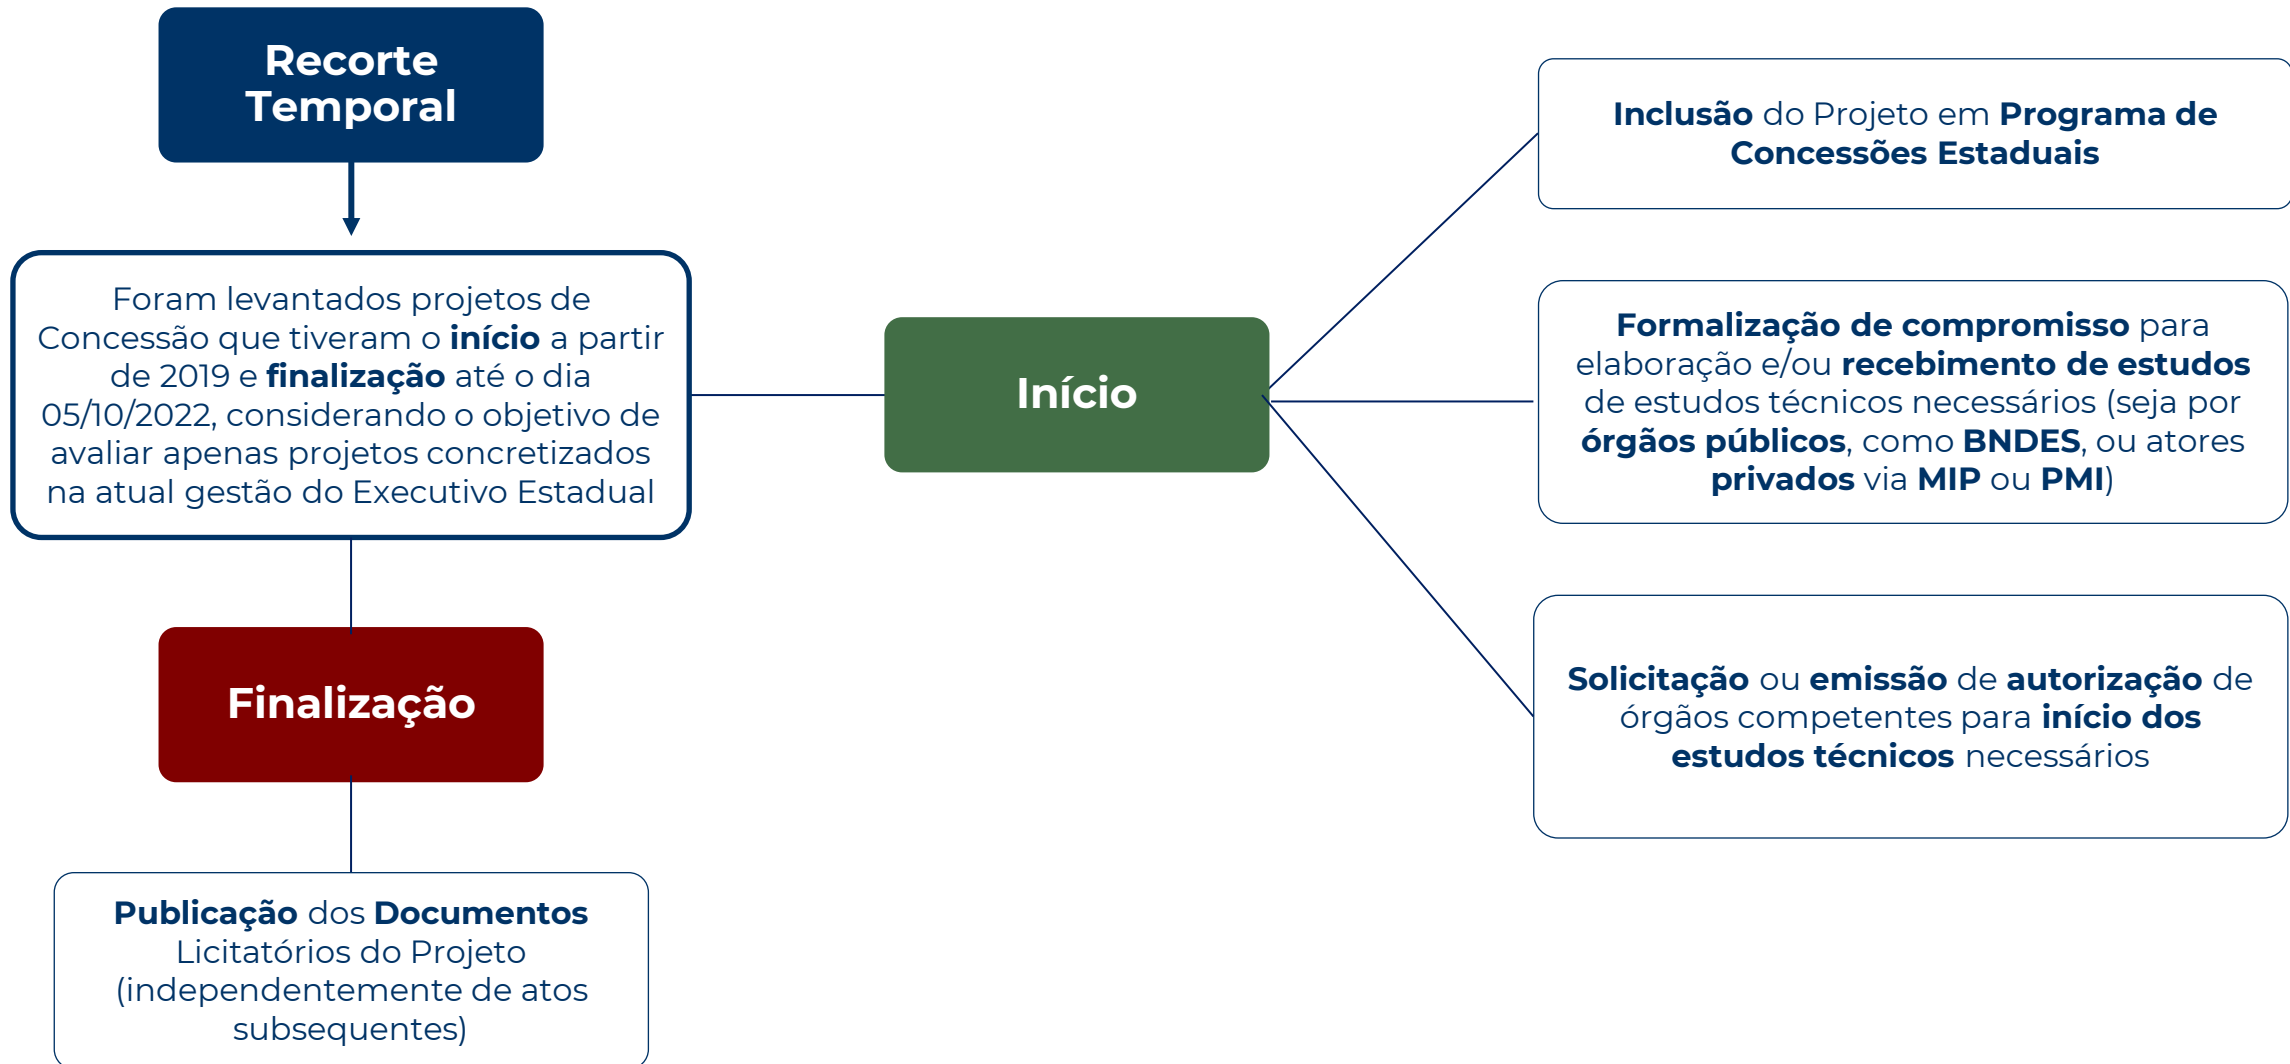 Recorte
Temporal
Foram levantados projetos de
Concessão que tiveram o início a partir
de 2019 e finalização até o dia
05/10/2022, considerando o objetivo de
avaliar apenas projetos concretizados
na atual gestão do Executivo Estadual
Finalização
Publicação dos Documentos
Licitatórios do Projeto
(independentemente de atos
subsequentes)
Início
Inclusão do Projeto em Programa de
Concessões Estaduais
Formalização de compromisso para
elaboração e/ou recebimento de estudos
de estudos técnicos necessários (seja por
órgãos públicos, como BNDES, ou atores
privados via MIP ou PMI)
Solicitação ou emissão de autorização de
órgãos competentes para início dos
estudos técnicos necessários